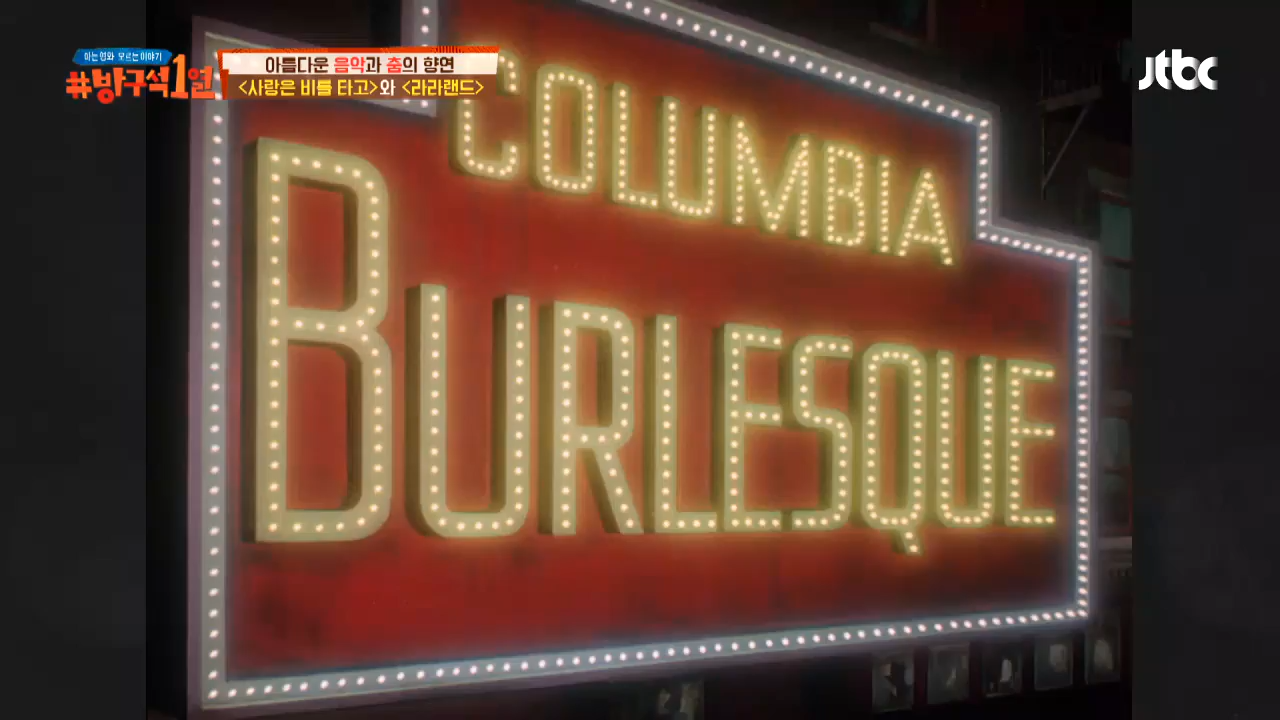 아는 영화 모르는 이야기
#방구석1열
아름다운 음악과 춤의 향연
<사랑은 비를 타고>와 <라라랜드>
jtbc
COLUMBIA
BURLESQUE